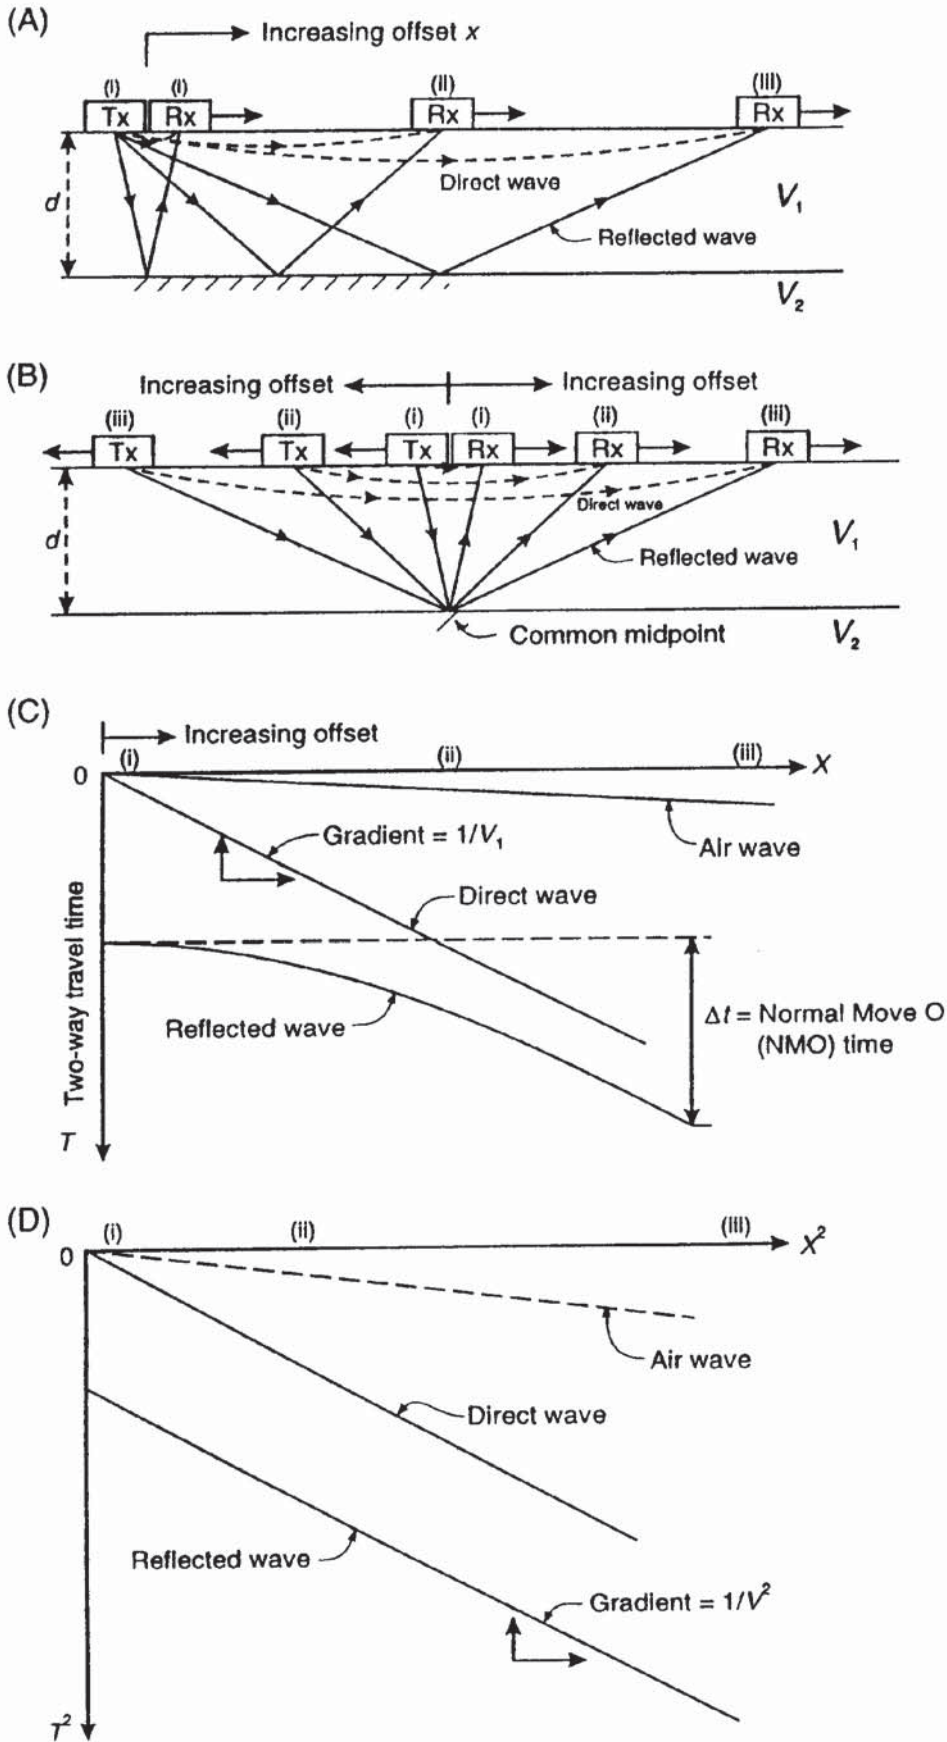 (A)
Increasing offset x
(i) (i) (ii) (iii)
Tx Rx Rx Rx
Direct wave
d
V₁
Reflected wave
V₂
(B)
Increasing offset Increasing offset
(iii) (ii) (i) (i) (ii) (iii)
Tx Tx Tx Rx Rx Rx
Direct wave
d
V₁
Reflected wave
Common midpoint
V₂
(C)
Increasing offset
(i) (ii) (iii)
0 X
Gradient = 1/V₁
Air wave
Direct wave
Two-way travel time
Reflected wave
Δt = Normal Move O
(NMO) time
T
(D)
(i) (ii) (iii)
0 X²
Air wave
Direct wave
Reflected wave
Gradient = 1/V²
T²